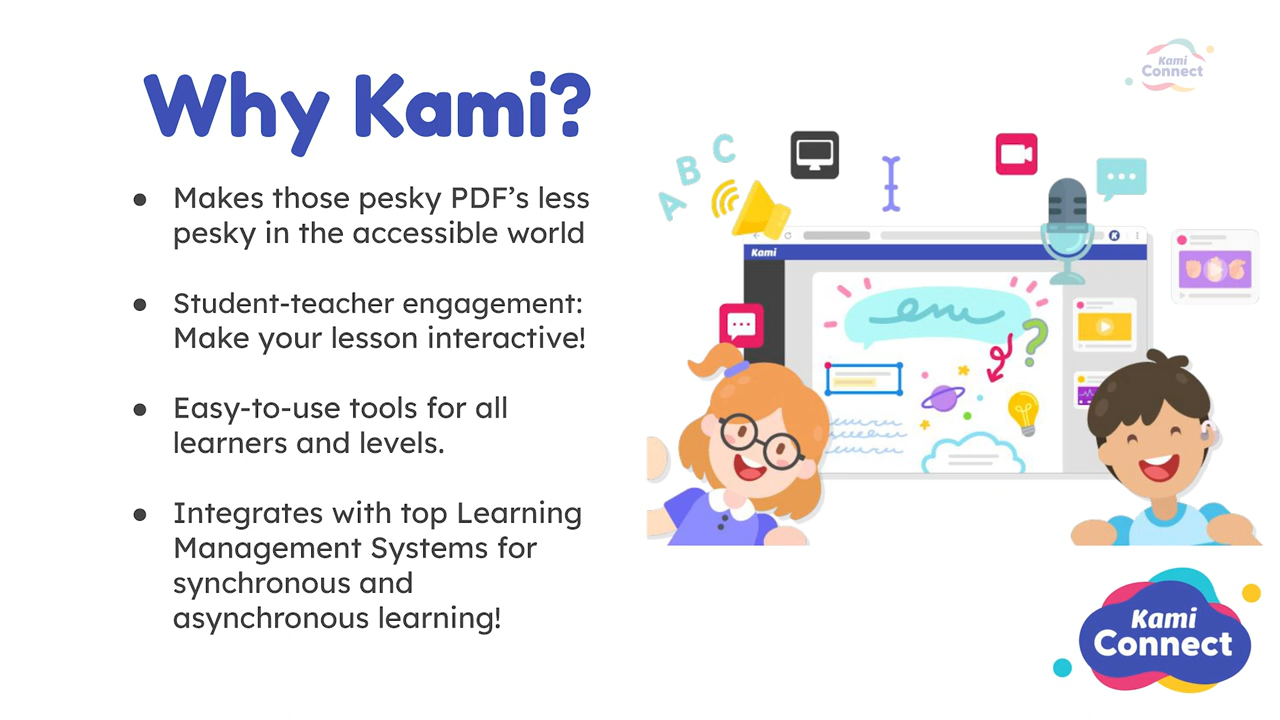 Kami
Connect
Why Kami?
● Makes those pesky PDF's less
pesky in the accessible world
● Student-teacher engagement:
Make your lesson interactive!
● Easy-to-use tools for all
learners and levels.
● Integrates with top Learning
Management Systems for
synchronous and
asynchronous learning!
A B C
K
Kami
?
Kami
Connect